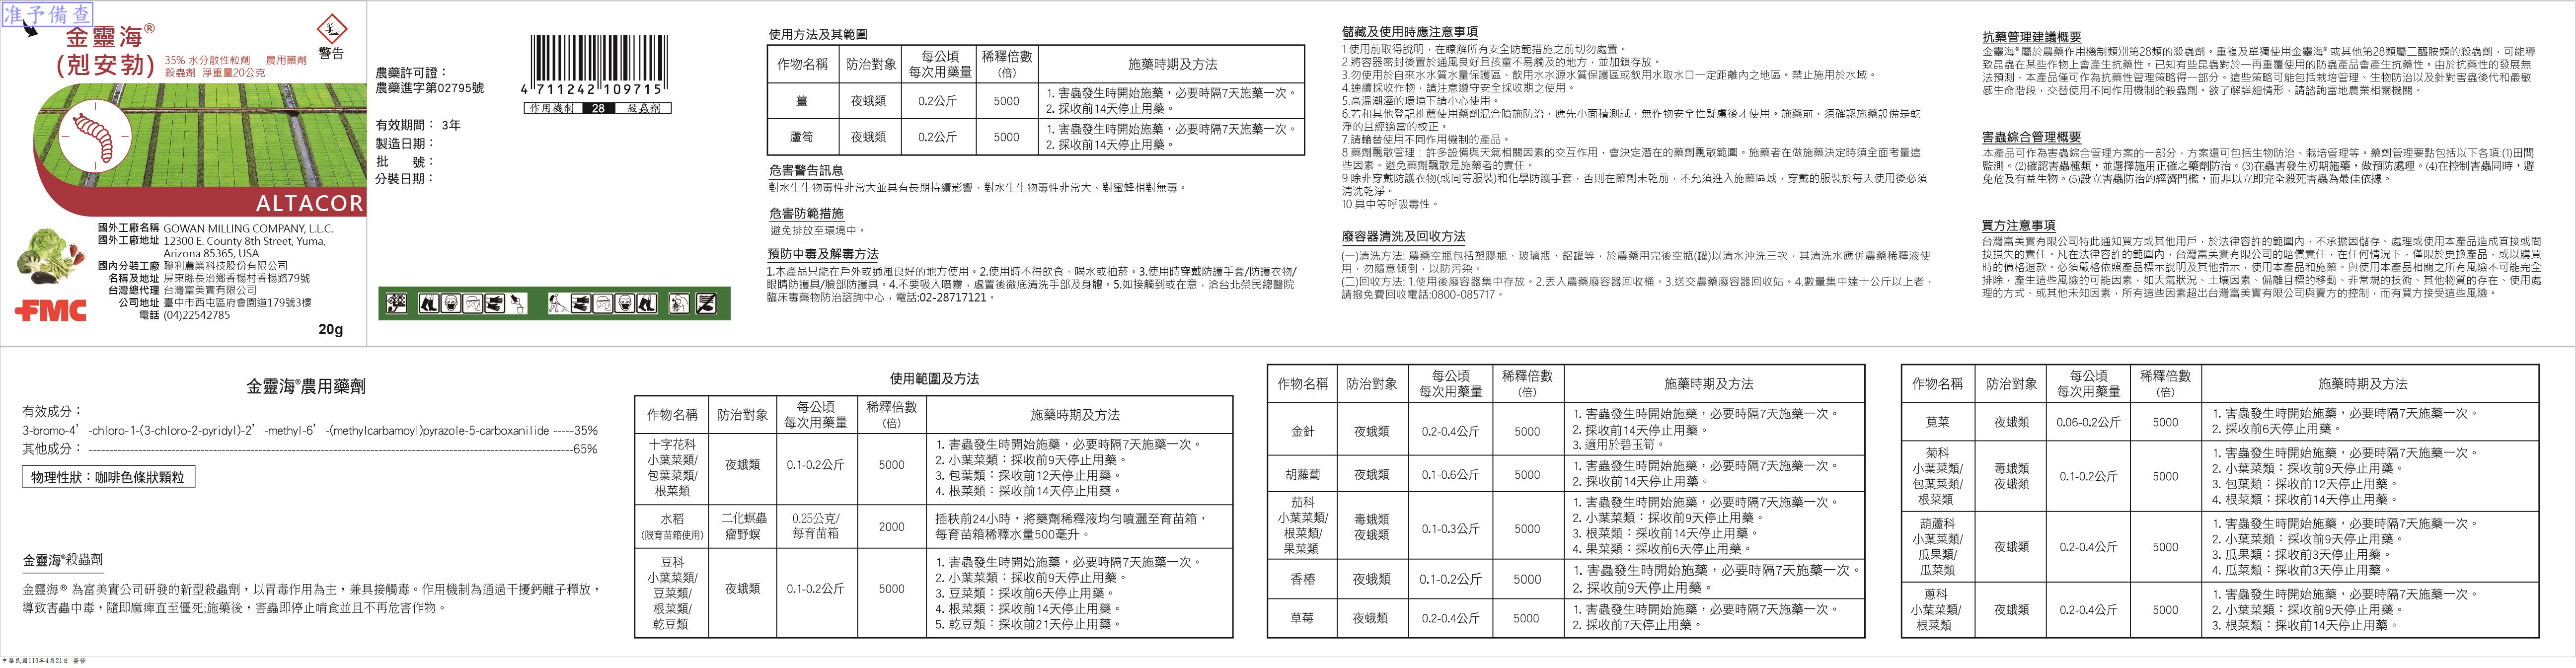 准予備查
金靈海®
(剋安勃)
35% 水分散性粒劑 農用藥劑
殺蟲劑 淨重量20公克
警告
ALTACOR
國外工廠名稱 GOWAN MILLING COMPANY, L.L.C.
國外工廠地址 12300 E. County 8th Street, Yuma,
Arizona 85365, USA
國內分裝工廠 聯利農業科技股份有限公司
名稱及地址 屏東縣長治鄉香楊村香楊路79號
台灣總代理 台灣富美實有限公司
公司地址 臺中市西屯區府會園道179號3樓
電話 (04)22542785
FMC
20g
農藥許可證：
農藥進字第02795號
有效期間： 3年
製造日期：
批 號：
分裝日期：
4 711242 109715
作用機制 28 殺蟲劑
使用方法及其範圍
作物名稱 防治對象 每公頃每次用藥量 稀釋倍數(倍) 施藥時期及方法
薑 夜蛾類 0.2公斤 5000 1. 害蟲發生時開始施藥，必要時隔7天施藥一次。
2. 採收前14天停止用藥。
蘆筍 夜蛾類 0.2公斤 5000 1. 害蟲發生時開始施藥，必要時隔7天施藥一次。
2. 採收前14天停止用藥。
危害警告訊息
對水生生物毒性非常大並具有長期持續影響、對水生生物毒性非常大、對蜜蜂相對無毒。
危害防範措施
避免排放至環境中。
預防中毒及解毒方法
1.本產品只能在戶外或通風良好的地方使用。2.使用時不得飲食、喝水或抽菸。3.使用時穿戴防護手套/防護衣物/
眼睛防護具/臉部防護具。4.不要吸入噴霧，處置後徹底清洗手部及身體。5.如接觸到或在意，洽台北榮民總醫院
臨床毒藥物防治諮詢中心，電話:02-28717121。
儲藏及使用時應注意事項
1.使用前取得說明，在瞭解所有安全防範措施之前切勿處置。
2.將容器密封後置於通風良好且孩童不易觸及的地方，並加鎖存放。
3.勿使用於自來水水質水量保護區、飲用水水源水質保護區或飲用水取水口一定距離內之地區。禁止施用於水域。
4.連續採收作物，請注意遵守安全採收期之使用。
5.高溫潮溼的環境下請小心使用。
6.若和其他登記推薦使用藥劑混合噴施防治，應先小面積測試，無作物安全性疑慮後才使用。施藥前，須確認施藥設備是乾
淨的且經適當的校正。
7.請輪替使用不同作用機制的產品。
8.藥劑飄散管理：許多設備與天氣相關因素的交互作用，會決定潛在的藥劑飄散範圍。施藥者在做施藥決定時須全面考量這
些因素。避免藥劑飄散是施藥者的責任。
9.除非穿戴防護衣物(或同等服裝)和化學防護手套，否則在藥劑未乾前，不允須進入施藥區域，穿戴的服裝於每天使用後必須
清洗乾淨。
10.具中等呼吸毒性。
廢容器清洗及回收方法
(一)清洗方法: 農藥空瓶包括塑膠瓶、玻璃瓶、鋁罐等，於農藥用完後空瓶(罐)以清水沖洗三次，其清洗水應併農藥稀釋液使
用，勿隨意傾倒，以防污染。
(二)回收方法: 1.使用後廢容器集中存放。2.丟入農藥廢容器回收桶。3.送交農藥廢容器回收站。4.數量集中達十公斤以上者，
請撥免費回收電話:0800-085717。
抗藥管理建議概要
金靈海® 屬於農藥作用機制類別第28類的殺蟲劑。重複及單獨使用金靈海® 或其他第28類屬二醯胺類的殺蟲劑，可能導
致昆蟲在某些作物上會產生抗藥性。已知有些昆蟲對於一再重覆使用的防蟲產品會產生抗藥性。由於抗藥性的發展無
法預測，本產品僅可作為抗藥性管理策略得一部分。這些策略可能包括栽培管理、生物防治以及針對害蟲後代和最敏
感生命階段，交替使用不同作用機制的殺蟲劑。欲了解詳細情形，請諮詢當地農業相關機關。
害蟲綜合管理概要
本產品可作為害蟲綜合管理方案的一部分，方案還可包括生物防治、栽培管理等。藥劑管理要點包括以下各項:(1)田間
監測。(2)確認害蟲種類，並選擇施用正確之藥劑防治。(3)在蟲害發生初期施藥，做預防處理。(4)在控制害蟲同時，避
免危及有益生物。(5)設立害蟲防治的經濟門檻，而非以立即完全殺死害蟲為最佳依據。
買方注意事項
台灣富美實有限公司特此通知買方或其他用戶，於法律容許的範圍內，不承擔因儲存、處理或使用本產品造成直接或間
接損失的責任。凡在法律容許的範圍內，台灣富美實有限公司的賠償責任，在任何情況下，僅限於更換產品，或以購買
時的價格退款。必須嚴格依照產品標示說明及其他指示，使用本產品和施藥。與使用本產品相關之所有風險不可能完全
排除，產生這些風險的可能因素，如天氣狀況、土壤因素、偏離目標的移動、非常規的技術、其他物質的存在、使用處
理的方式、或其他未知因素，所有這些因素超出台灣富美實有限公司與賣方的控制，而有買方接受這些風險。
金靈海®農用藥劑
有效成分：
3-bromo-4’-chloro-1-(3-chloro-2-pyridyl)-2’-methyl-6’-(methylcarbamoyl)pyrazole-5-carboxanilide -----35%
其他成分： -----65%
物理性狀：咖啡色條狀顆粒
金靈海®殺蟲劑
金靈海® 為富美實公司研發的新型殺蟲劑，以胃毒作用為主，兼具接觸毒。作用機制為通過干擾鈣離子釋放，
導致害蟲中毒，隨即麻痺直至僵死;施藥後，害蟲即停止啃食並且不再危害作物。
使用範圍及方法
作物名稱 防治對象 每公頃每次用藥量 稀釋倍數(倍) 施藥時期及方法
十字花科小葉菜類/包葉菜類/根菜類 夜蛾類 0.1-0.2公斤 5000 1. 害蟲發生時開始施藥，必要時隔7天施藥一次。
2. 小葉菜類：採收前9天停止用藥。
3. 包葉類：採收前12天停止用藥。
4. 根菜類：採收前14天停止用藥。
水稻(限育苗箱使用) 二化螟蟲瘤野螟 0.25公克/每育苗箱 2000 插秧前24小時，將藥劑稀釋液均勻噴灑至育苗箱，
每育苗箱稀釋水量500毫升。
豆科小葉菜類/豆菜類/根菜類/乾豆類 夜蛾類 0.1-0.2公斤 5000 1. 害蟲發生時開始施藥，必要時隔7天施藥一次。
2. 小葉菜類：採收前9天停止用藥。
3. 豆菜類：採收前6天停止用藥。
4. 根菜類：採收前14天停止用藥。
5. 乾豆類：採收前21天停止用藥。
作物名稱 防治對象 每公頃每次用藥量 稀釋倍數(倍) 施藥時期及方法
金針 夜蛾類 0.2-0.4公斤 5000 1. 害蟲發生時開始施藥，必要時隔7天施藥一次。
2. 採收前14天停止用藥。
3. 適用於碧玉筍。
胡蘿蔔 夜蛾類 0.1-0.6公斤 5000 1. 害蟲發生時開始施藥，必要時隔7天施藥一次。
2. 採收前14天停止用藥。
茄科小葉菜類/根菜類/果菜類 毒蛾類夜蛾類 0.1-0.3公斤 5000 1. 害蟲發生時開始施藥，必要時隔7天施藥一次。
2. 小葉菜類：採收前9天停止用藥。
3. 根菜類：採收前14天停止用藥。
4. 果菜類：採收前6天停止用藥。
香椿 夜蛾類 0.1-0.2公斤 5000 1. 害蟲發生時開始施藥，必要時隔7天施藥一次。
2. 採收前9天停止用藥。
草莓 夜蛾類 0.2-0.4公斤 5000 1. 害蟲發生時開始施藥，必要時隔7天施藥一次。
2. 採收前7天停止用藥。
作物名稱 防治對象 每公頃每次用藥量 稀釋倍數(倍) 施藥時期及方法
莧菜 夜蛾類 0.06-0.2公斤 5000 1. 害蟲發生時開始施藥，必要時隔7天施藥一次。
2. 採收前6天停止用藥。
菊科小葉菜類/包葉菜類/根菜類 毒蛾類夜蛾類 0.1-0.2公斤 5000 1. 害蟲發生時開始施藥，必要時隔7天施藥一次。
2. 小葉菜類：採收前9天停止用藥。
3. 包葉類：採收前12天停止用藥。
4. 根菜類：採收前14天停止用藥。
葫蘆科小葉菜類/瓜果類/瓜菜類 夜蛾類 0.2-0.4公斤 5000 1. 害蟲發生時開始施藥，必要時隔7天施藥一次。
2. 小葉菜類：採收前9天停止用藥。
3. 瓜果類：採收前3天停止用藥。
4. 瓜菜類：採收前3天停止用藥。
蔥科小葉菜類/根菜類 夜蛾類 0.2-0.4公斤 5000 1. 害蟲發生時開始施藥，必要時隔7天施藥一次。
2. 小葉菜類：採收前9天停止用藥。
3. 根菜類：採收前14天停止用藥。
中華民國110年4月21日 簽發